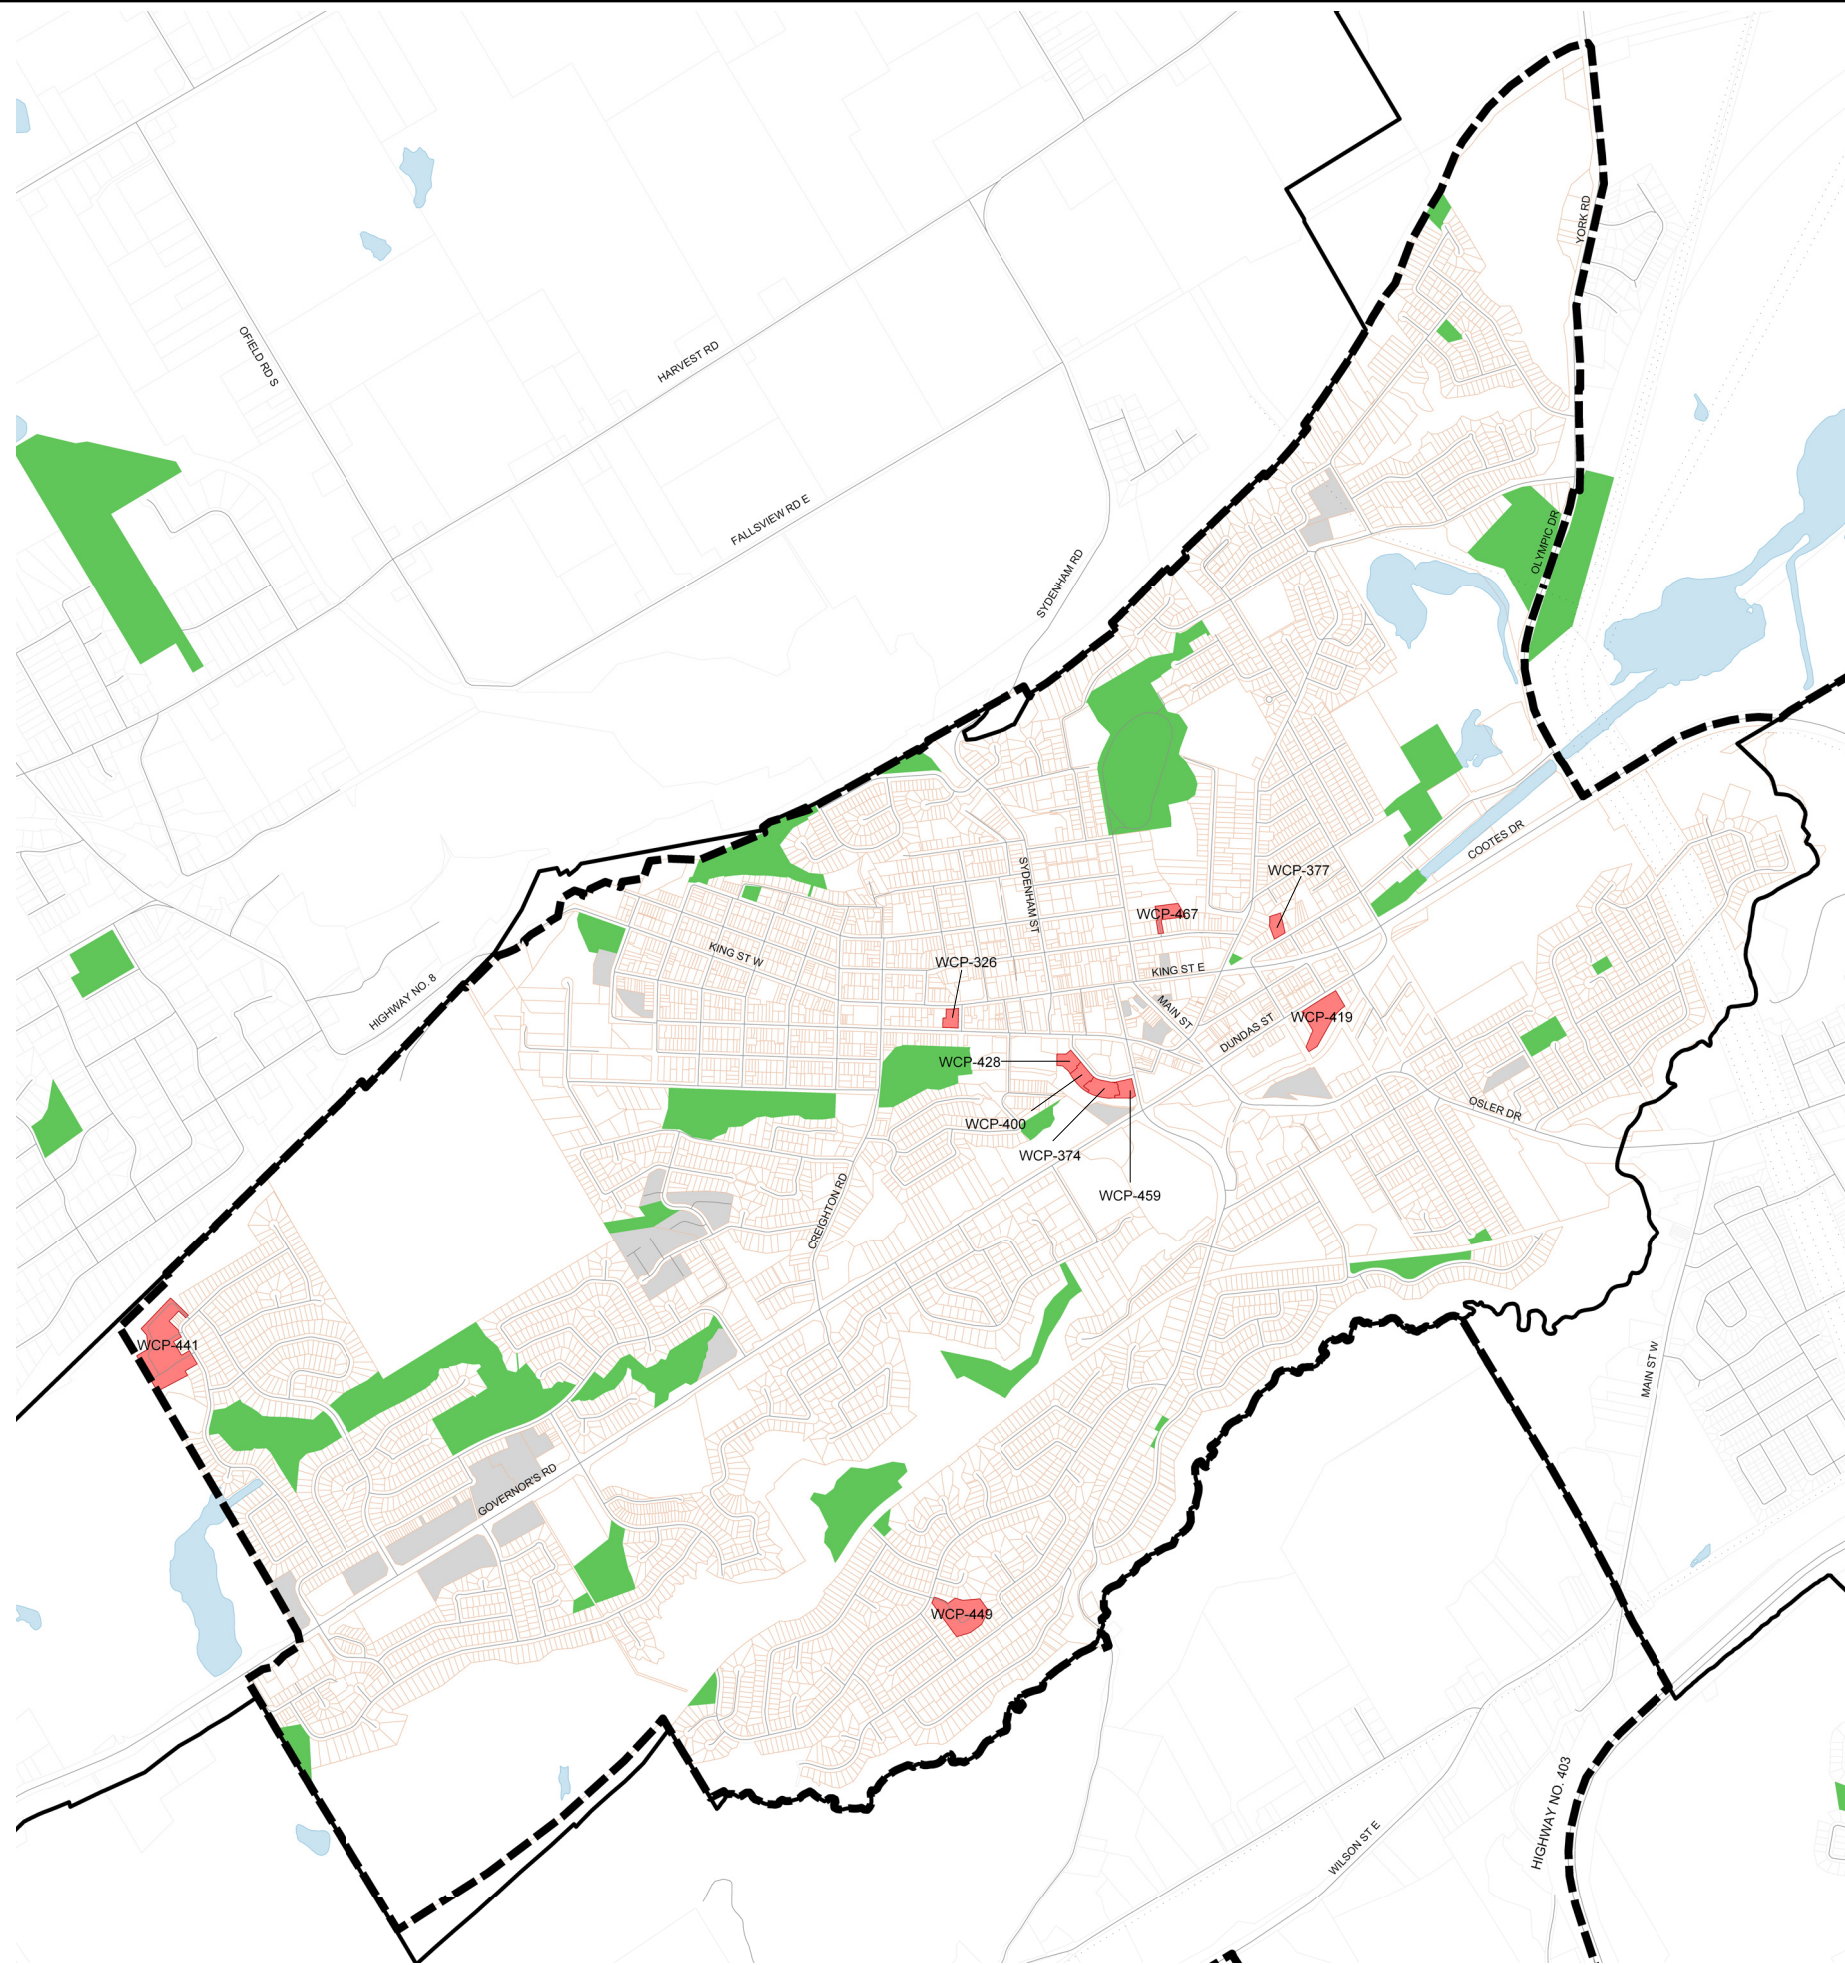 YORK RD
OFIELD RD S
HARVEST RD
FALLSVIEW RD E
OLYMPIC DR
SYDENHAM RD
COOTES DR
SYDENHAM ST
WCP-377
WCP-467
KING ST W
WCP-326
KING ST E
HIGHWAY NO. 8
MAIN ST
WCP-419
DUNDAS ST
WCP-428
OSLER DR
WCP-400
WCP-374
WCP-459
CREIGHTON RD
WCP-441
MAIN ST W
GOVERNOR'S RD
WCP-449
HIGHWAY NO. 403
WILSON ST E